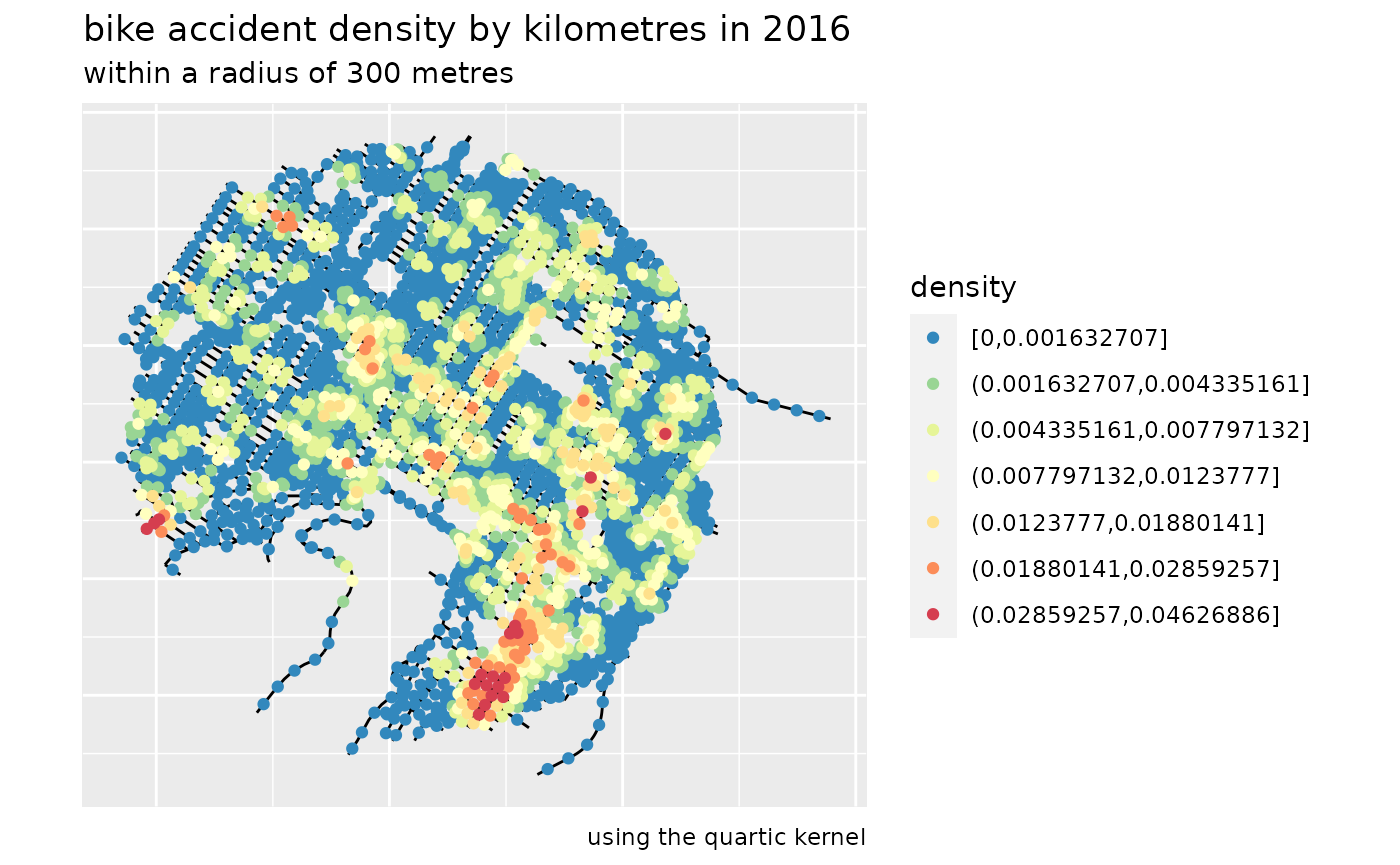 bike accident density by kilometres in 2016
within a radius of 300 metres
density
[0,0.001632707]
(0.001632707,0.004335161]
(0.004335161,0.007797132]
(0.007797132,0.0123777]
(0.0123777,0.01880141]
(0.01880141,0.02859257]
(0.02859257,0.04626886]
using the quartic kernel